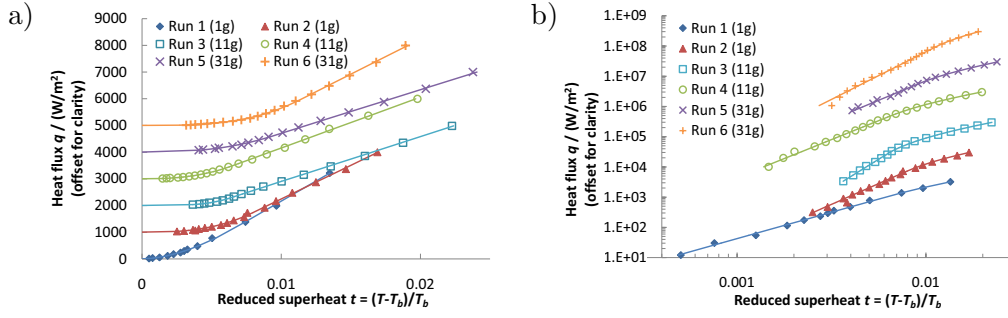 a)
Heat flux q / (W/m²)
(offset for clarity)
9000
8000
7000
6000
5000
4000
3000
2000
1000
0
Run 1 (1g)
Run 2 (1g)
Run 3 (11g)
Run 4 (11g)
Run 5 (31g)
Run 6 (31g)
0
0.01
0.02
Reduced superheat t = (T-Tb)/Tb
b)
Heat flux q / (W/m²)
(offset for clarity)
1.E+09
1.E+08
1.E+07
1.E+06
1.E+05
1.E+04
1.E+03
1.E+02
1.E+01
Run 1 (1g)
Run 2 (1g)
Run 3 (11g)
Run 4 (11g)
Run 5 (31g)
Run 6 (31g)
0.001
0.01
Reduced superheat t = (T-Tb)/Tb